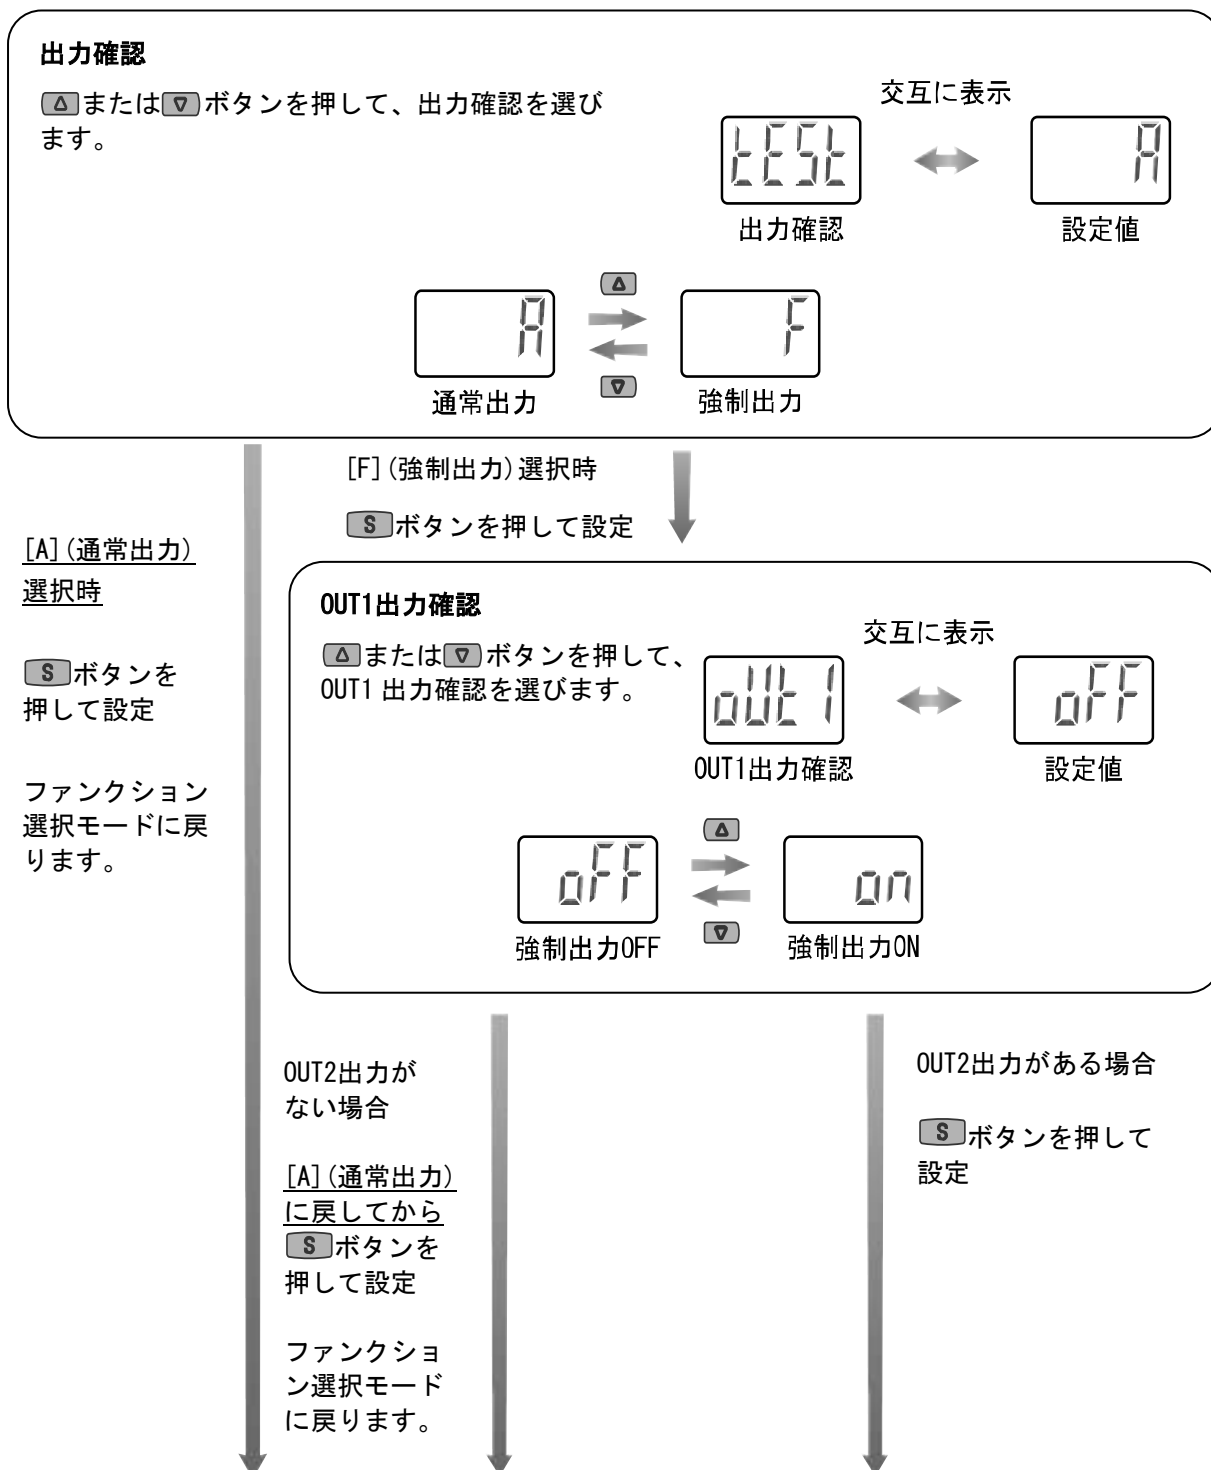 出力確認
△または▽ボタンを押して、出力確認を選び
ます。
交互に表示
tESt
A
出力確認
設定値
△
A
F
▽
通常出力
強制出力
[F](強制出力)選択時
Sボタンを押して設定
[A](通常出力)
選択時
Sボタンを
押して設定
ファンクション
選択モードに戻
ります。
OUT1出力確認
△または▽ボタンを押して、
OUT1 出力確認を選びます。
交互に表示
oUt1
oFF
OUT1出力確認
設定値
△
oFF
on
▽
強制出力OFF
強制出力ON
OUT2出力が
ない場合
[A](通常出力)
に戻してから
Sボタンを
押して設定
ファンクショ
ン選択モード
に戻ります。
OUT2出力がある場合
Sボタンを押して
設定